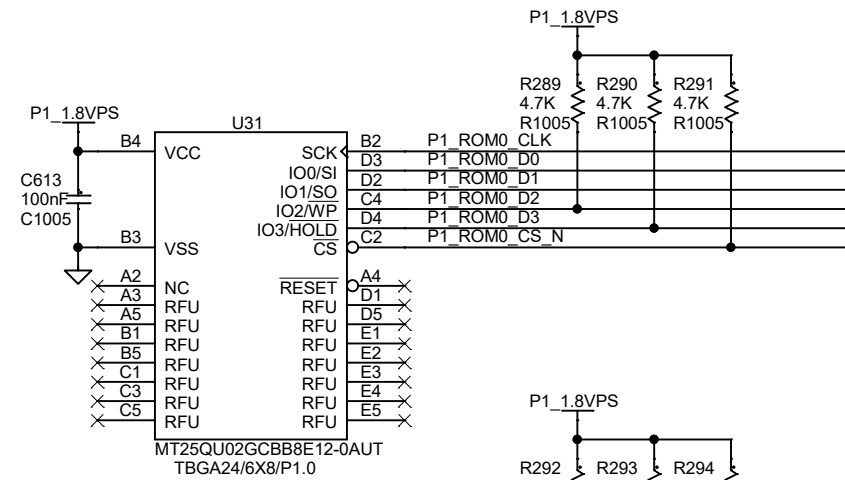 P1_1.8VPS
R289
4.7K
R1005
R290
4.7K
R1005
R291
4.7K
R1005
P1_1.8VPS
C613
100nF
C1005
U31
B4 VCC
B3 VSS
A2 NC
A3 RFU
A5 RFU
B1 RFU
B5 RFU
C1 RFU
C3 RFU
C5 RFU
SCK B2 P1_ROM0_CLK
IO0/SI D3 P1_ROM0_D0
IO1/SO D2 P1_ROM0_D1
IO2/WP C4 P1_ROM0_D2
IO3/HOLD D4 P1_ROM0_D3
CS C2 P1_ROM0_CS_N
RESET A4
RFU D1
RFU D5
RFU E1
RFU E2
RFU E3
RFU E4
RFU E5
MT25QU02GCBB8E12-0AUT
TBGA24/6X8/P1.0
P1_1.8VPS
R292
R293
R294